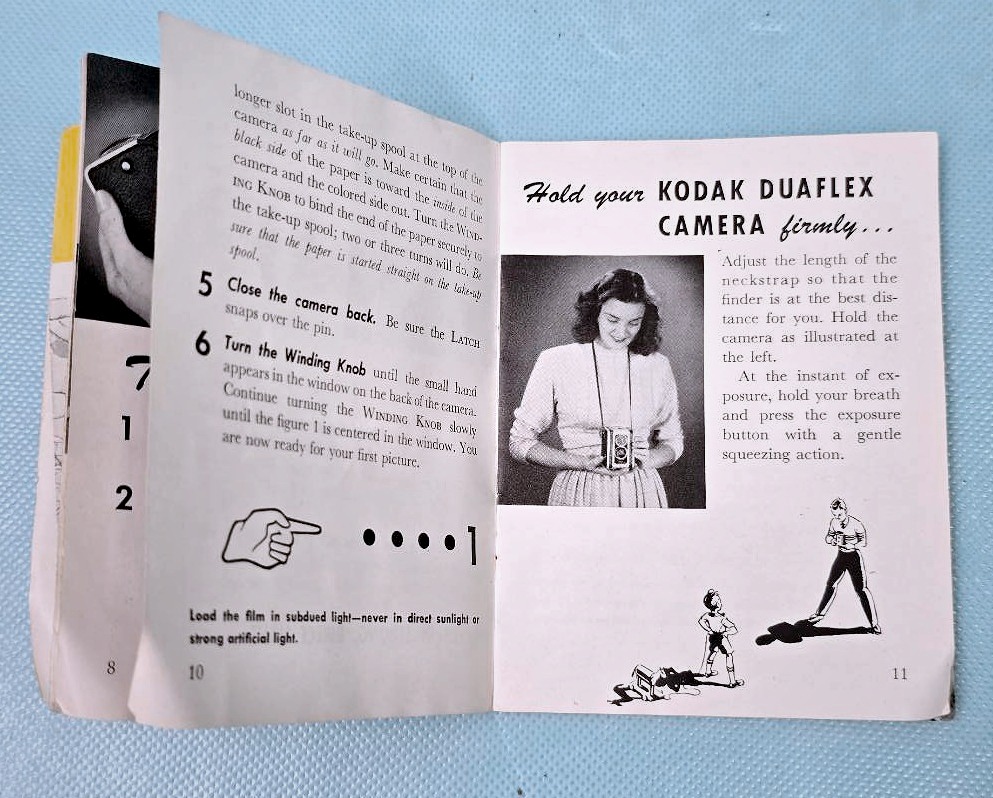 1
2
8
longer slot in the take-up spool at the top of the
camera as far as it will go. Make certain that the
black side of the paper is toward the inside of the
camera and the colored side out. Turn the WIND-
ING KNOB to bind the end of the paper securely to
the take-up spool; two or three turns will do. Be
sure that the paper is started straight on the take-up
spool.
5 Close the camera back. Be sure the LATCH
snaps over the pin.
6 Turn the Winding Knob until the small hand
appears in the window on the back of the camera.
Continue turning the WINDING KNOB slowly
until the figure 1 is centered in the window. You
are now ready for your first picture.
1
Load the film in subdued light—never in direct sunlight or
strong artificial light.
10
Hold your KODAK DUAFLEX
CAMERA firmly...
Adjust the length of the
neckstrap so that the
finder is at the best dis-
tance for you. Hold the
camera as illustrated at
the left.
At the instant of ex-
posure, hold your breath
and press the exposure
button with a gentle
squeezing action.
11